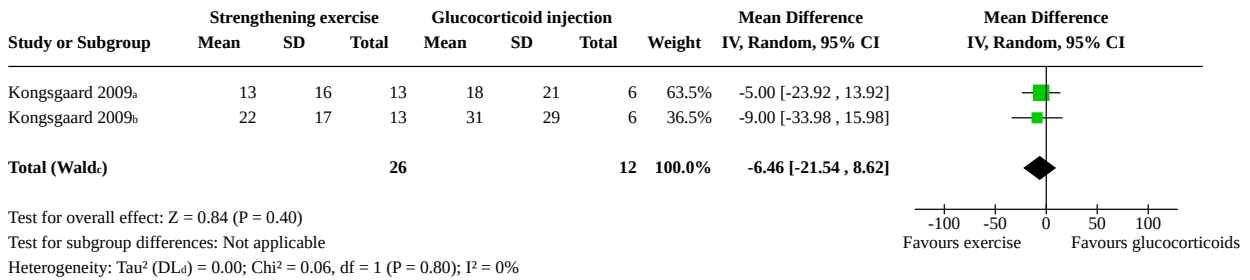 Strengthening exercise Glucocorticoid injection Mean Difference Mean Difference
Study or Subgroup Mean SD Total Mean SD Total Weight IV, Random, 95% CI IV, Random, 95% CI
Kongsgaard 2009a 13 16 13 18 21 6 63.5% -5.00 [-23.92 , 13.92]
Kongsgaard 2009b 22 17 13 31 29 6 36.5% -9.00 [-33.98 , 15.98]
Total (Waldc) 26 12 100.0% -6.46 [-21.54 , 8.62]
Test for overall effect: Z = 0.84 (P = 0.40)
-100 -50 0 50 100
Test for subgroup differences: Not applicable
Favours exercise Favours glucocorticoids
Heterogeneity: Tau² (DLd) = 0.00; Chi² = 0.06, df = 1 (P = 0.80); I² = 0%